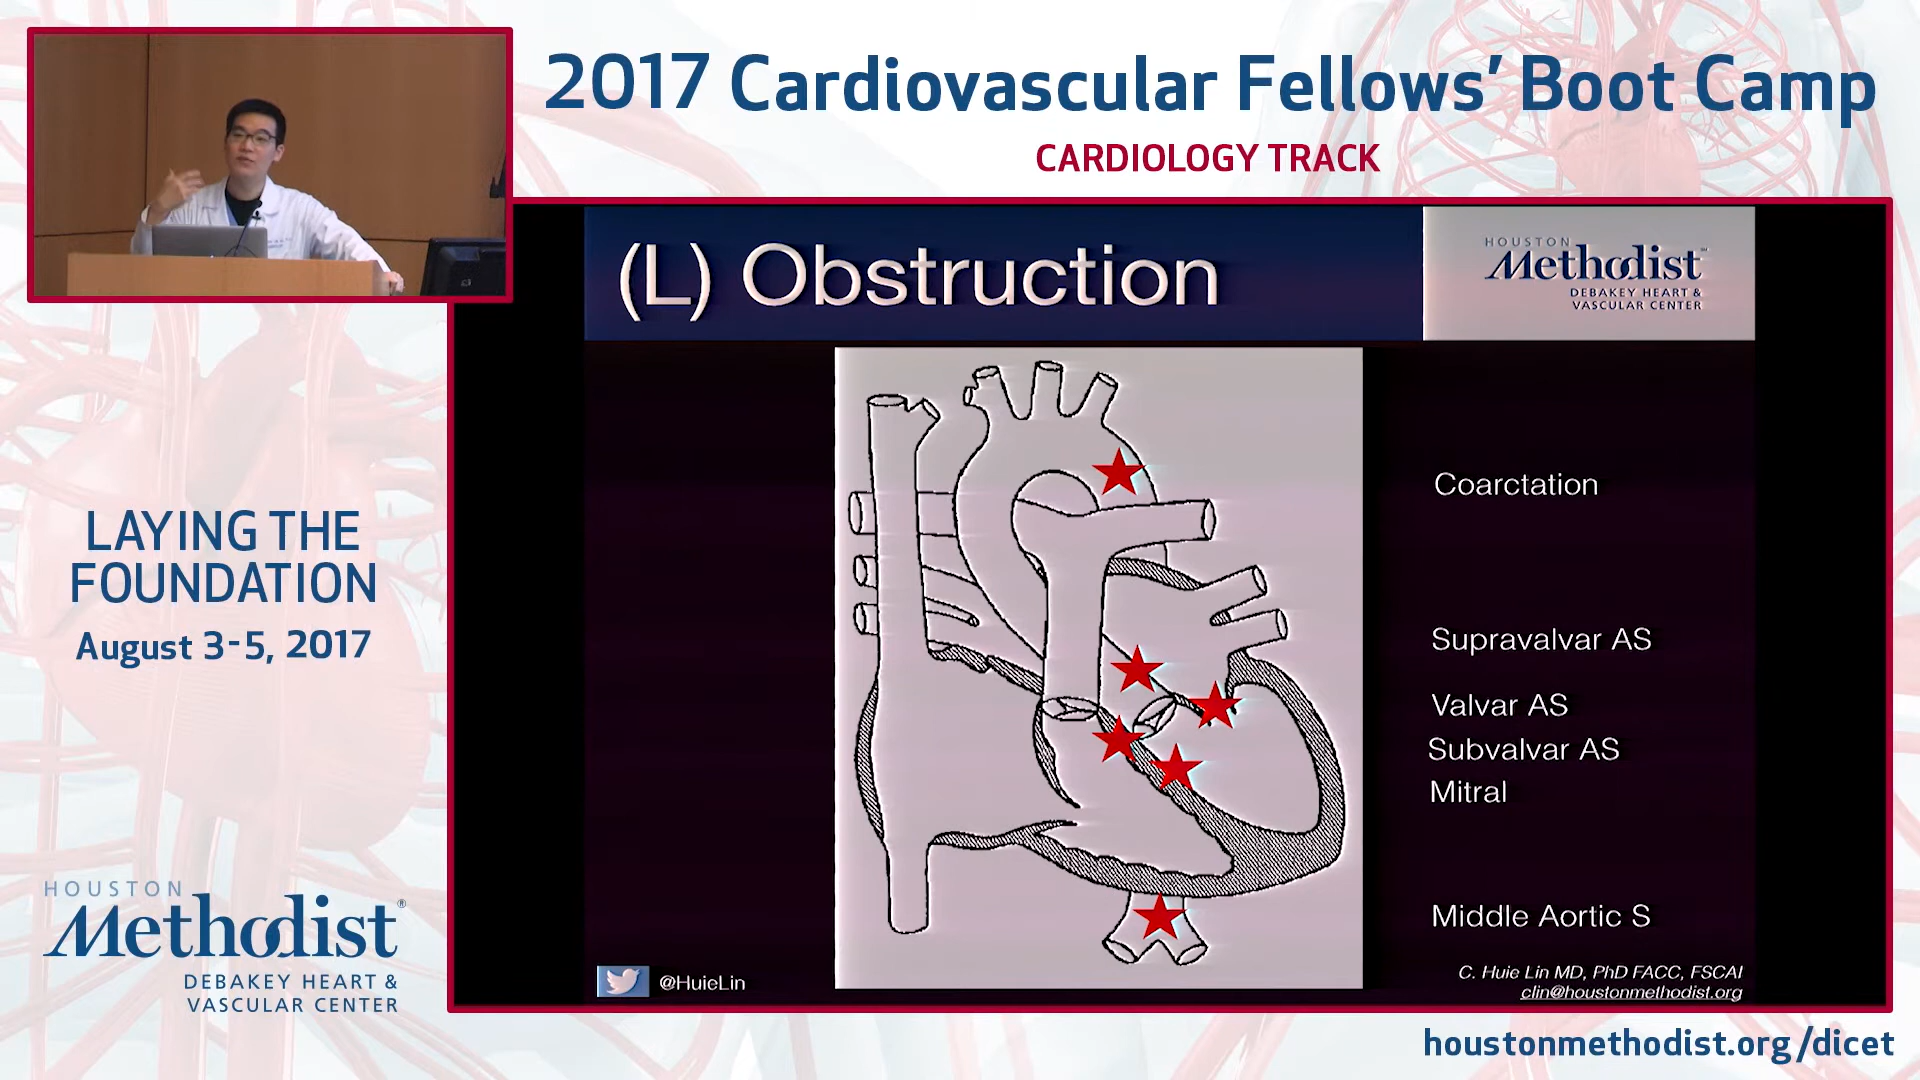 2017 Cardiovascular Fellows' Boot Camp
CARDIOLOGY TRACK
(L) Obstruction
HOUSTON
Methodist
DEBAKEY HEART &
VASCULAR CENTER
Coarctation
Supravalvar AS
Valvar AS
Subvalvar AS
Mitral
Middle Aortic S
@HuieLin
C. Huie Lin MD, PhD FACC, FSCAI
clin@houstonmethodist.org
LAYING THE
FOUNDATION
August 3-5, 2017
HOUSTON
Methodist®
DEBAKEY HEART &
VASCULAR CENTER
houstonmethodist.org/dicet